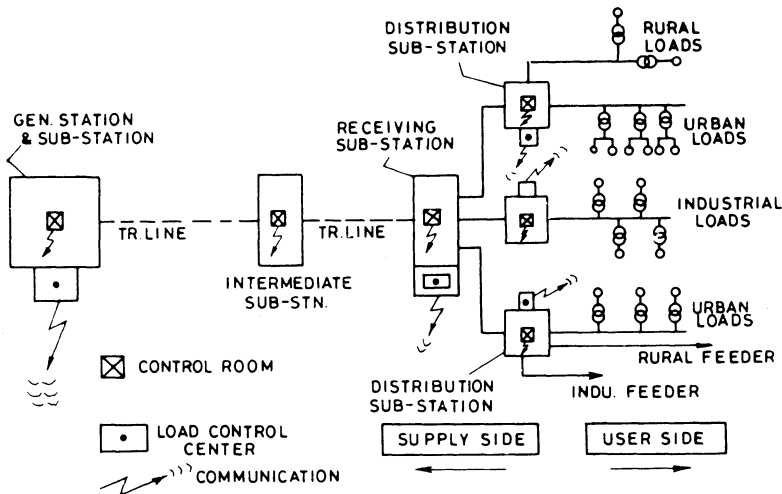 DISTRIBUTION
SUB-STATION
RURAL
LOADS
GEN. STATION
& SUB-STATION
RECEIVING
SUB-STATION
URBAN
LOADS
INDUSTRIAL
LOADS
TR.LINE
TR.LINE
INTERMEDIATE
SUB-STN.
URBAN
LOADS
RURAL FEEDER
CONTROL ROOM
DISTRIBUTION
SUB-STATION
INDU. FEEDER
LOAD CONTROL
CENTER
SUPPLY SIDE
USER SIDE
COMMUNICATION